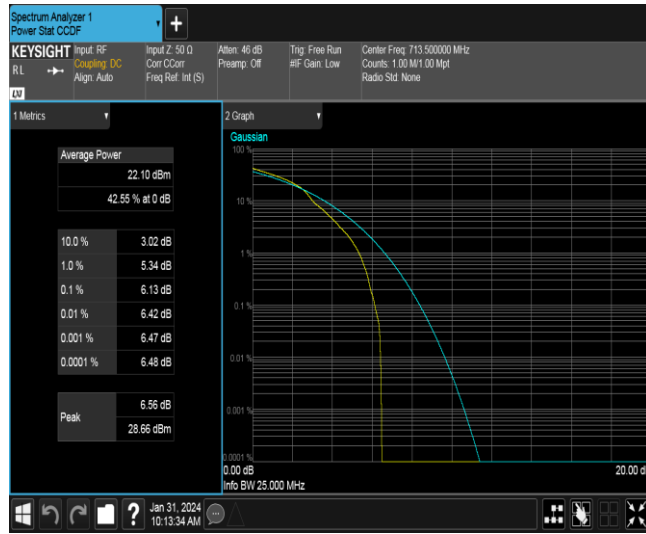 Spectrum Analyzer 1
Power Stat CCDF
+
KEYSIGHT Input: RF Input Z: 50 Ω Atten: 46 dB Trig: Free Run Center Freq: 713.500000 MHz
RL Coupling: DC Corr CCorr Preamp: Off #IF Gain: Low Counts: 1.00 M/1.00 Mpt
Align: Auto Freq Ref: Int (S) Radio Std: None
LXI
1 Metrics
2 Graph
Average Power
22.10 dBm
42.55 % at 0 dB
10.0 % 3.02 dB
1.0 % 5.34 dB
0.1 % 6.13 dB
0.01 % 6.42 dB
0.001 % 6.47 dB
0.0001 % 6.48 dB
Peak
6.56 dB
28.66 dBm
Gaussian
100 %
10 %
1 %
0.1 %
0.01 %
0.001 %
0.0001 %
0.00 dB 20.00 d
Info BW 25.000 MHz
? Jan 31, 2024
10:13:34 AM